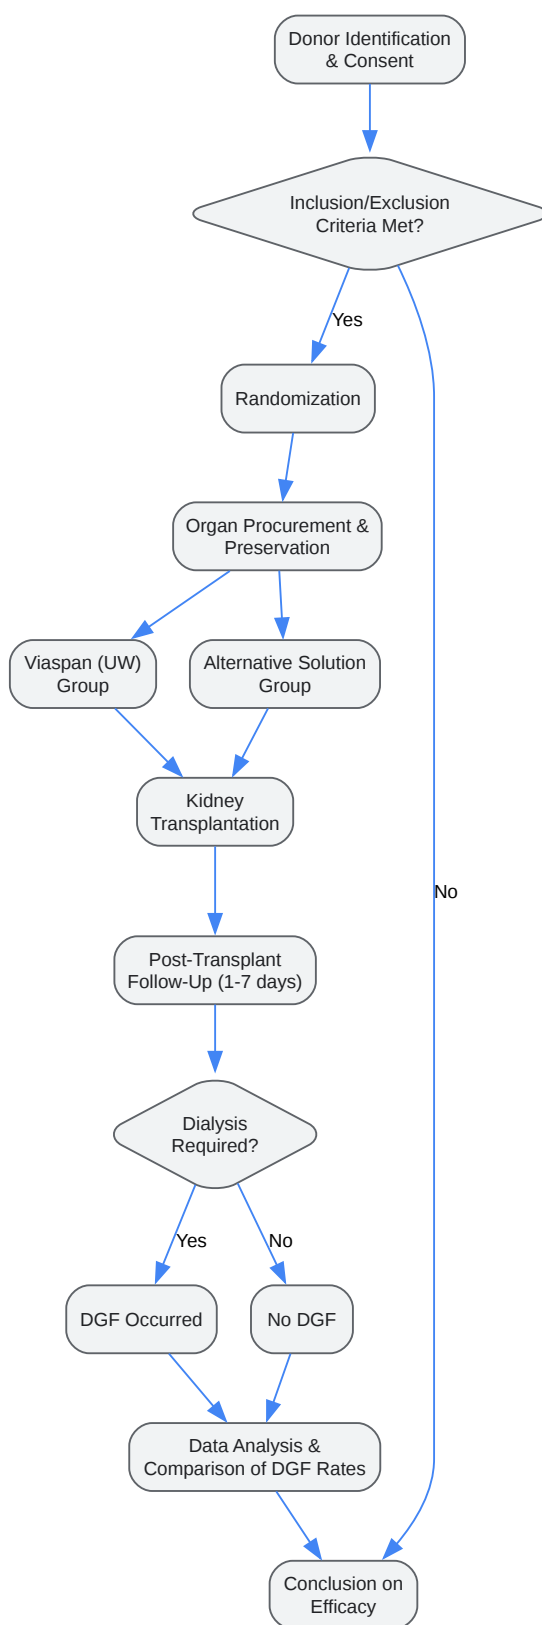 Donor Identification
& Consent
Inclusion/Exclusion
Criteria Met?
Yes
Randomization
Organ Procurement &
Preservation
Viaspan (UW)
Group
Alternative Solution
Group
Kidney
Transplantation
No
Post-Transplant
Follow-Up (1-7 days)
Dialysis
Required?
Yes
No
DGF Occurred
No DGF
Data Analysis &
Comparison of DGF Rates
Conclusion on
Efficacy